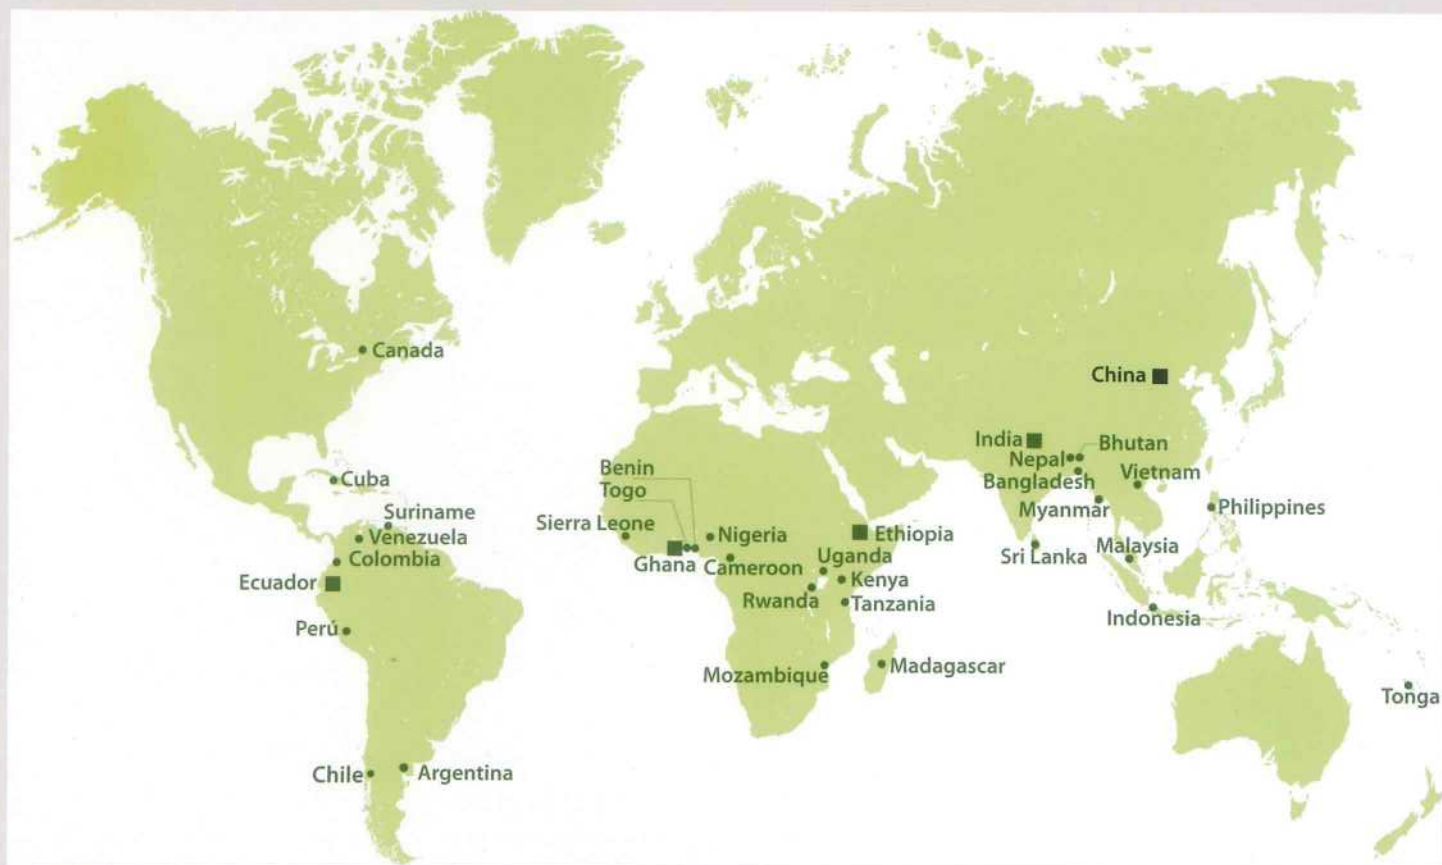 Canada
China
India
Bhutan
Nepal
Bangladesh
Vietnam
Myanmar
Philippines
Cuba
Benin
Togo
Suriname
Venezuela
Colombia
Ecuador
Sierra Leone
Nigeria
Ethiopia
Ghana
Cameroon
Uganda
Kenya
Rwanda
Tanzania
Sri Lanka
Malaysia
Indonesia
Perú
Mozambique
Madagascar
Tonga
Chile
Argentina